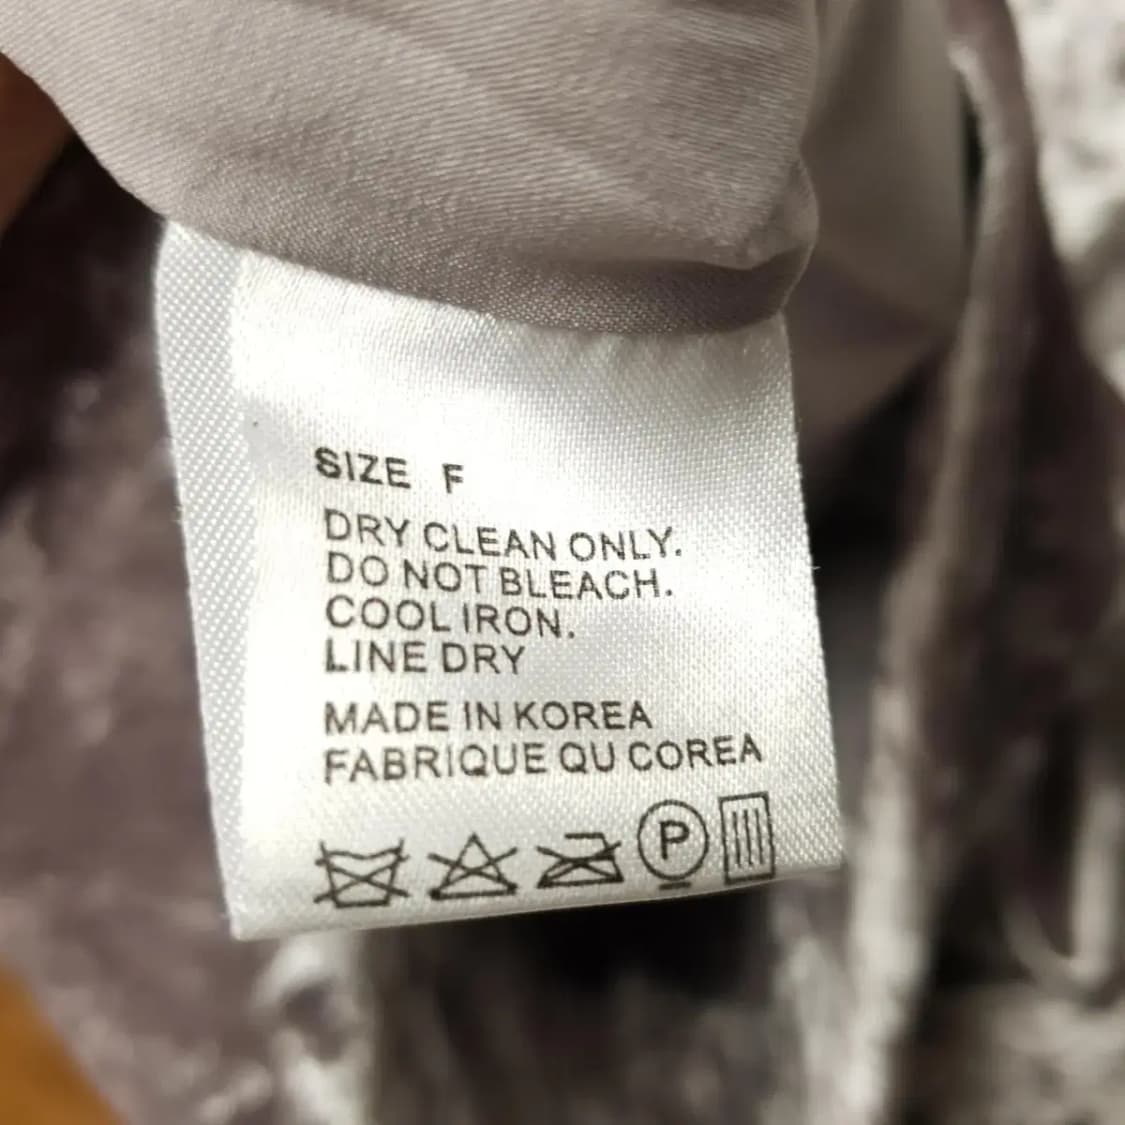 SIZE F
DRY CLEAN ONLY.
DO NOT BLEACH.
COOL IRON.
LINE DRY
MADE IN KOREA
FABRIQUE QU COREA
P